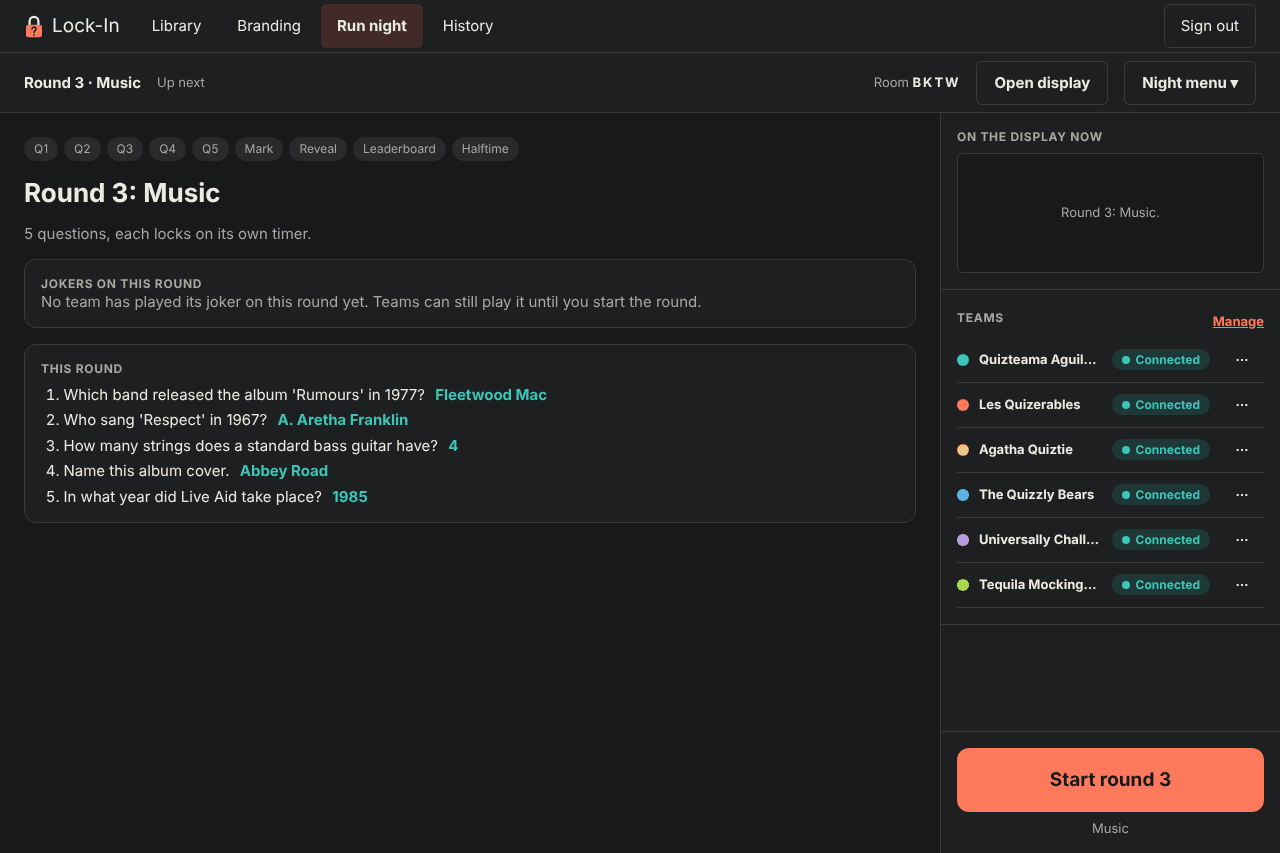 Lock-In Library Branding Run night History Sign out
Round 3 · Music Up next Room BKTW Open display Night menu ▾
Q1 Q2 Q3 Q4 Q5 Mark Reveal Leaderboard Halftime
Round 3: Music
5 questions, each locks on its own timer.
JOKERS ON THIS ROUND
No team has played its joker on this round yet. Teams can still play it until you start the round.
THIS ROUND
1. Which band released the album 'Rumours' in 1977? Fleetwood Mac
2. Who sang 'Respect' in 1967? A. Aretha Franklin
3. How many strings does a standard bass guitar have? 4
4. Name this album cover. Abbey Road
5. In what year did Live Aid take place? 1985
ON THE DISPLAY NOW
Round 3: Music.
TEAMS Manage
Quizteama Aguil... Connected ...
Les Quizerables Connected ...
Agatha Quiztie Connected ...
The Quizzly Bears Connected ...
Universally Chall... Connected ...
Tequila Mocking... Connected ...
Start round 3
Music